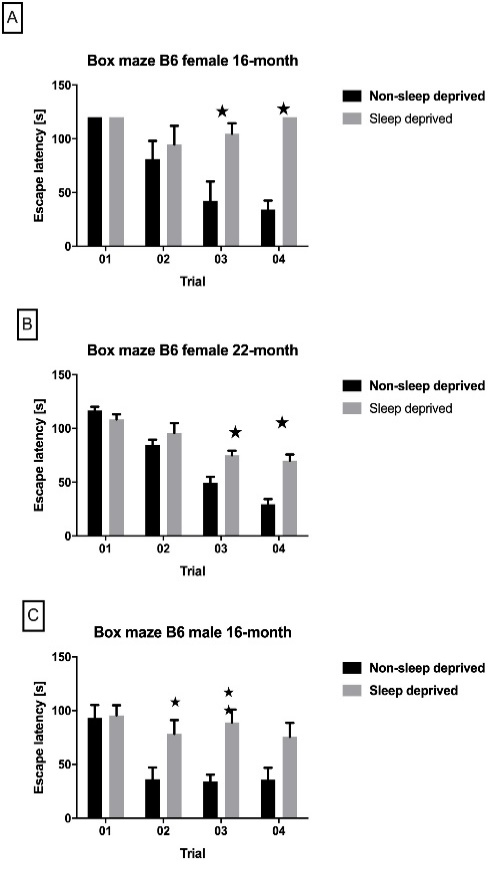 A
Box maze B6 female 16-month
150
100
50
0
Escape latency [s]
01 02 03 04
Trial
Non-sleep deprived
Sleep deprived
B
Box maze B6 female 22-month
150
100
50
0
Escape latency [s]
01 02 03 04
Trial
Non-sleep deprived
Sleep deprived
C
Box maze B6 male 16-month
150
100
50
0
Escape latency [s]
01 02 03 04
Trial
Non-sleep deprived
Sleep deprived